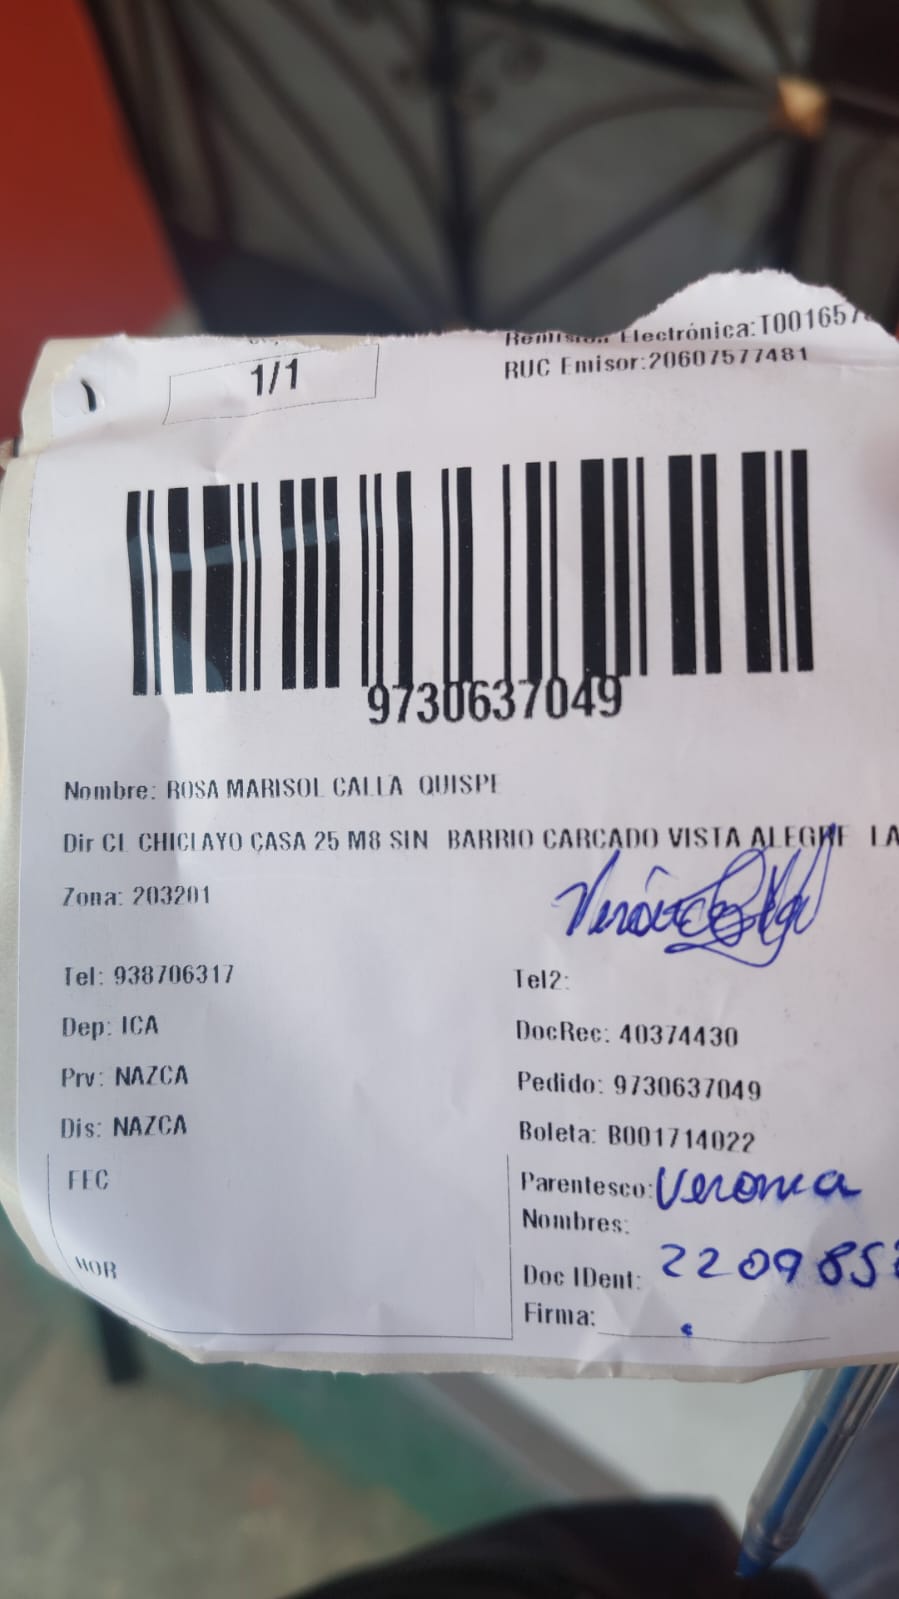 Remisión Electrónica:T001657
RUC Emisor:20607577481
1/1
9730637049
Nombre: ROSA MARISOL CALLA QUISPE
Dir CL CHICLAYO CASA 25 M8 SIN BARRIO CARCADO VISTA ALEGRE LA
Zona: 203201
Tel: 938706317
Tel2:
Dep: ICA
DocRec: 40374430
Prv: NAZCA
Pedido: 9730637049
Dis: NAZCA
Boleta: B001714022
FEC
Parentesco: Veronica
Nombres:
HOR
Doc IDent: 220985
Firma: